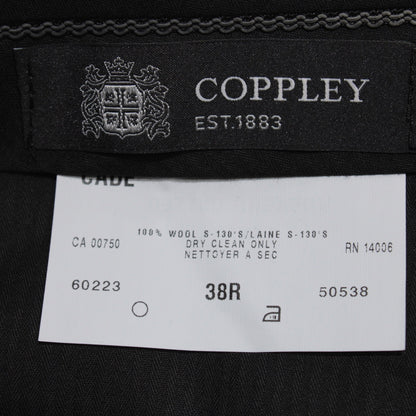 COPPLEY
EST.1883
CADE
100% WOOL S-130'S/LAINE S-130'S
CA 00750 DRY CLEAN ONLY RN 14006
NETTOYER A SEC
60223 38R 50538